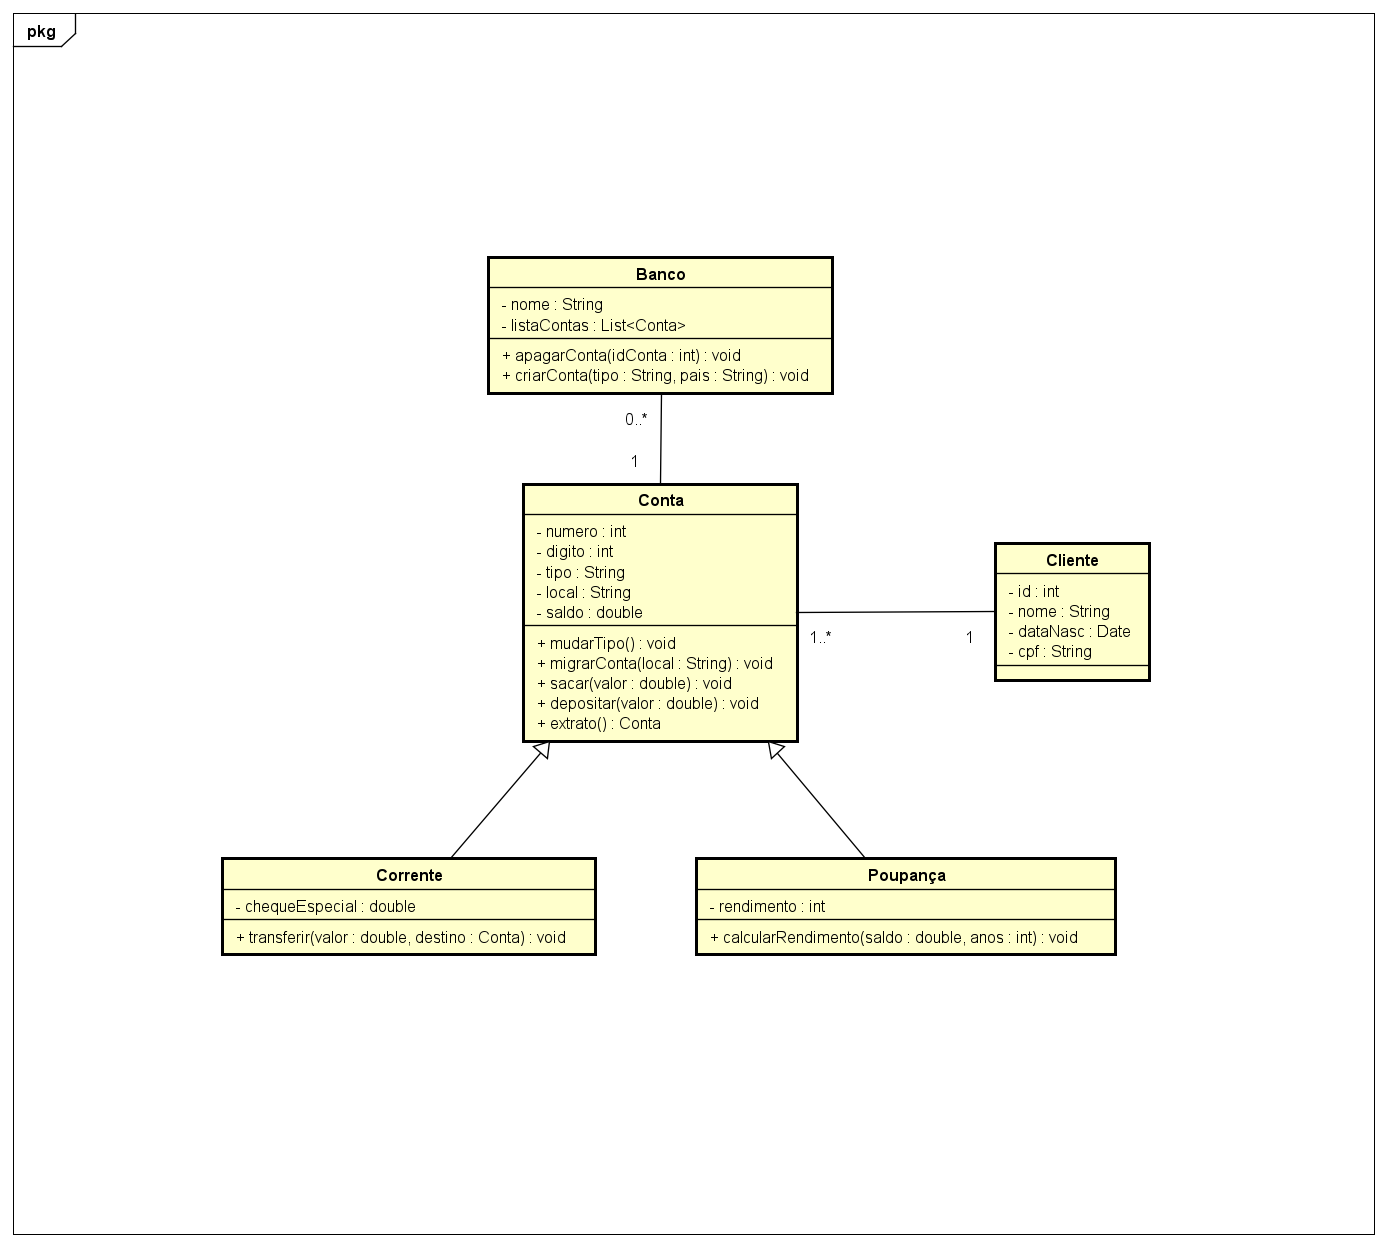 pkg
Banco
- nome : String
- listaContas : List<Conta>
+ apagarConta(idConta : int) : void
+ criarConta(tipo : String, pais : String) : void
0..*
1
Conta
- numero : int
- digito : int
- tipo : String
- local : String
- saldo : double
+ mudarTipo() : void
+ migrarConta(local : String) : void
+ sacar(valor : double) : void
+ depositar(valor : double) : void
+ extrato() : Conta
1..*
1
Cliente
- id : int
- nome : String
- dataNasc : Date
- cpf : String
Corrente
- chequeEspecial : double
+ transferir(valor : double, destino : Conta) : void
Poupança
- rendimento : int
+ calcularRendimento(saldo : double, anos : int) : void